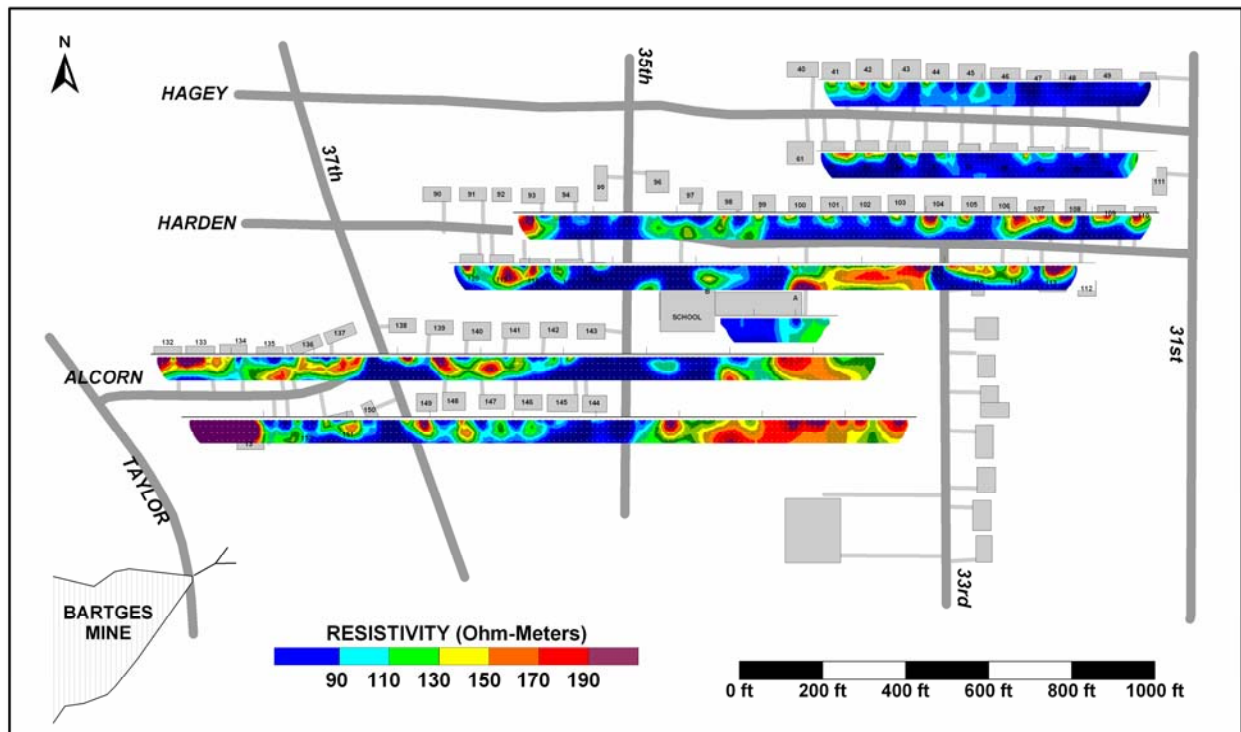 N
HAGEY
35th
40 41 42 43 44 45 46 47 48 49
37th
61
90 91 92 93 94 99 96 97 98 99 100 101 102 103 104 105 106 107 108 109 110
111
HARDEN
112
B A
SCHOOL
31st
132 133 134 135 136 137 138 139 140 141 142 143
ALCORN
150 149 148 147 146 145 144
TAYLOR
33rd
BARTGES
MINE
RESISTIVITY (Ohm-Meters)
90 110 130 150 170 190
0 ft 200 ft 400 ft 600 ft 800 ft 1000 ft